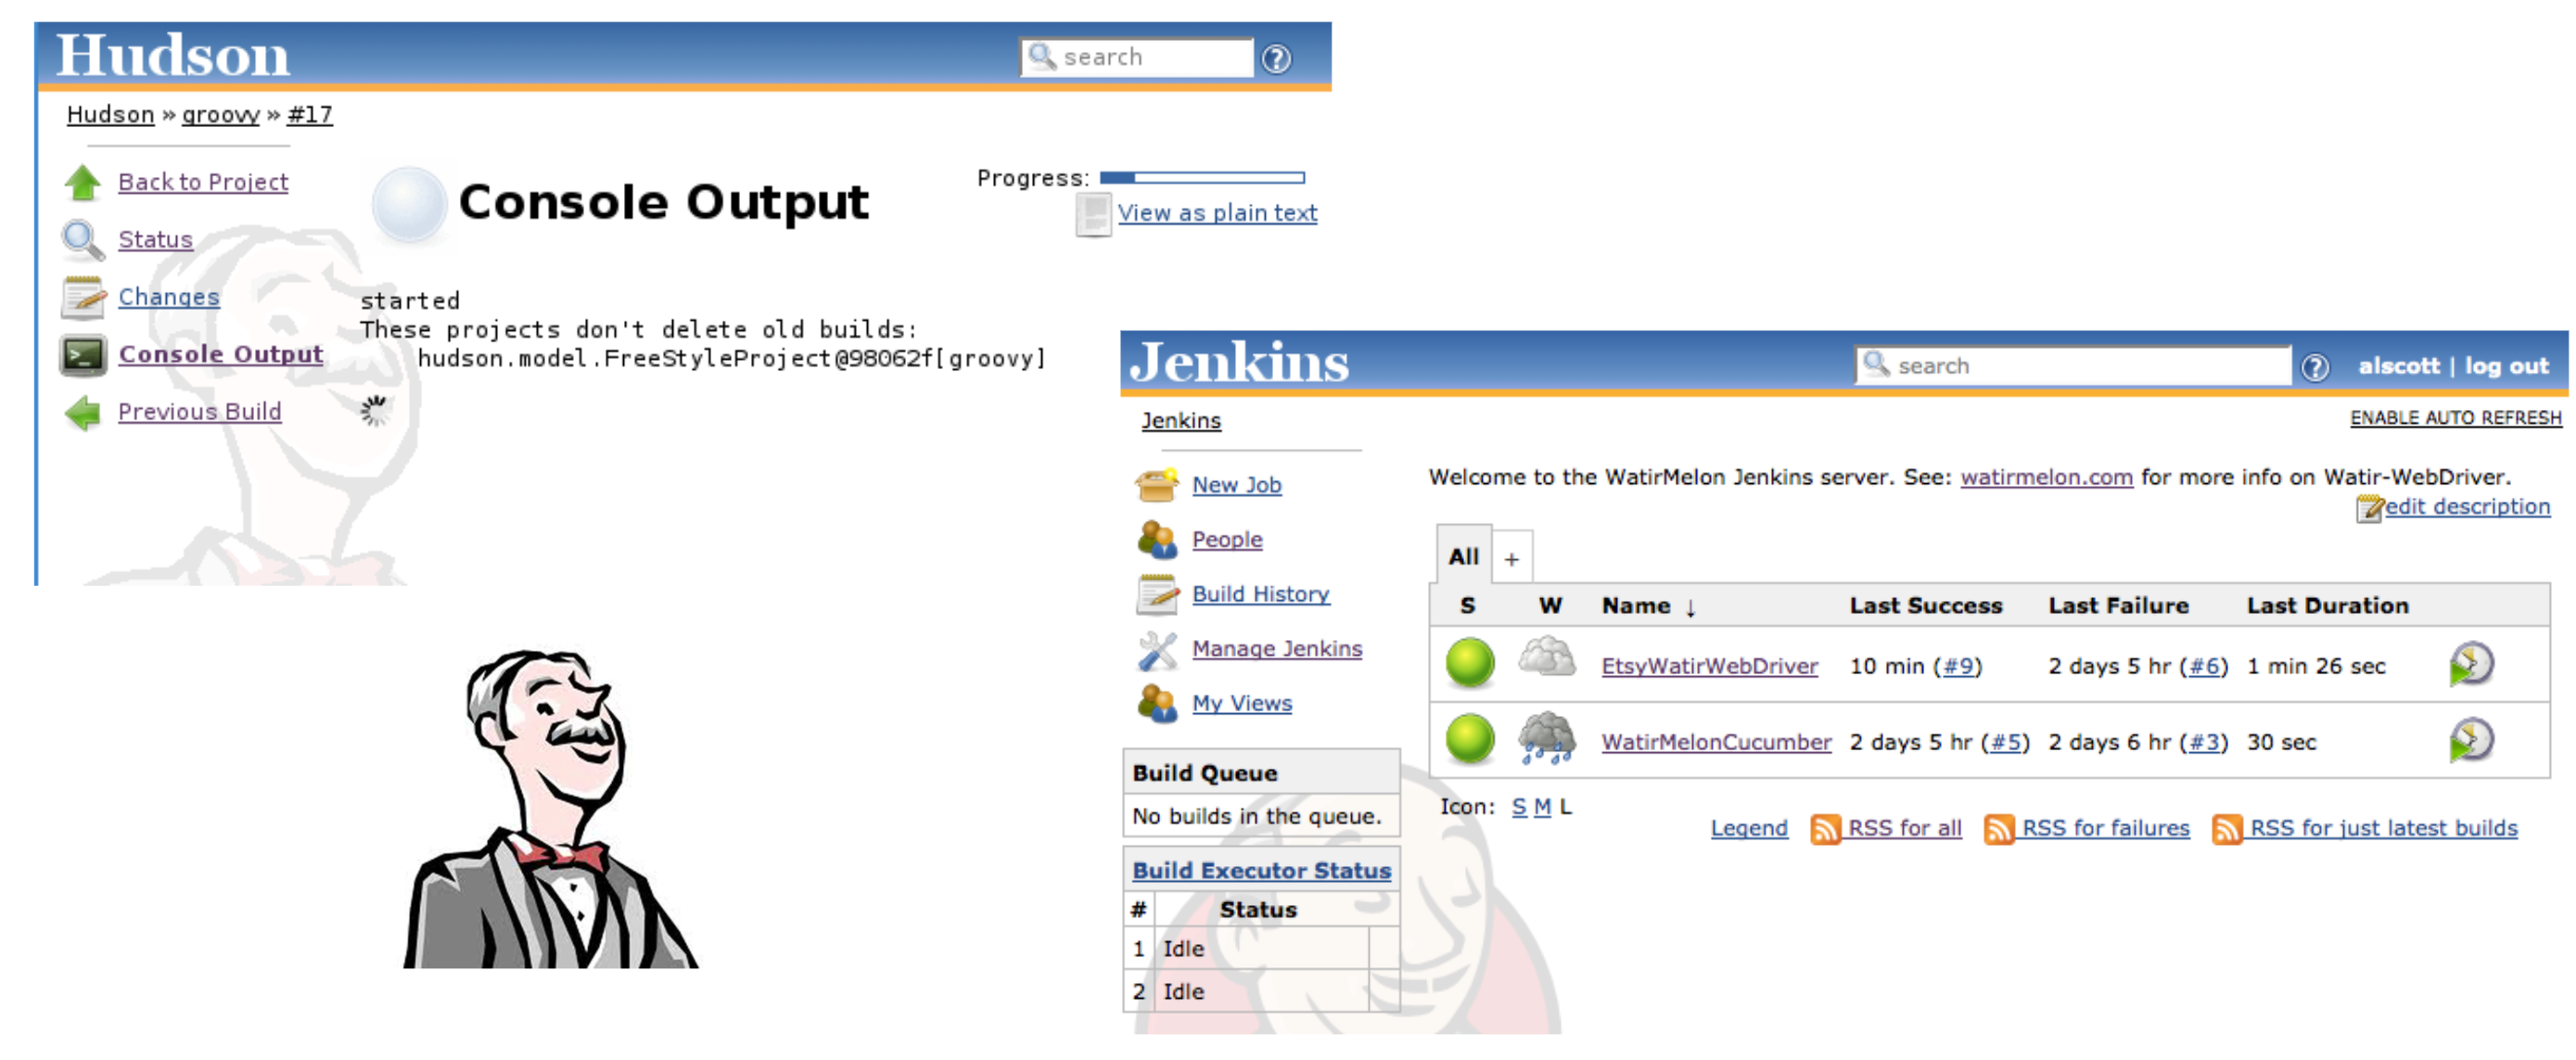 Hudson
search
Hudson » groovy » #17
Back to Project
Status
Changes
Console Output
Previous Build
Console Output
Progress:
View as plain text
started
These projects don't delete old builds:
hudson.model.FreeStyleProject@98062f[groovy]
Jenkins
search
alscott | log out
Jenkins
ENABLE AUTO REFRESH
New Job
People
Build History
Manage Jenkins
My Views
Build Queue
No builds in the queue.
Build Executor Status
# Status
1 Idle
2 Idle
Welcome to the WatirMelon Jenkins server. See: watirmelon.com for more info on Watir-WebDriver.
edit description
All +
S W Name ↓ Last Success Last Failure Last Duration
EtsyWatirWebDriver 10 min (#9) 2 days 5 hr (#6) 1 min 26 sec
WatirMelonCucumber 2 days 5 hr (#5) 2 days 6 hr (#3) 30 sec
Icon: S M L
Legend RSS for all RSS for failures RSS for just latest builds